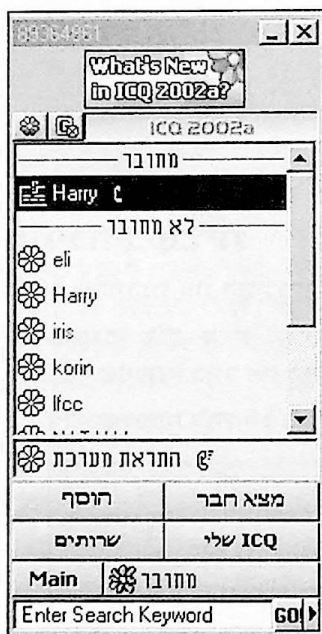 What's New
in ICQ 2002a?
ICQ 2002a
מחובר
Harry
לא מחובר
eli
Harry
iris
korin
lfcc
התראת מערכת
מצא חבר
הוסף
ICQ שלי
שרותים
Main
מחובר
Enter Search Keyword
GO!